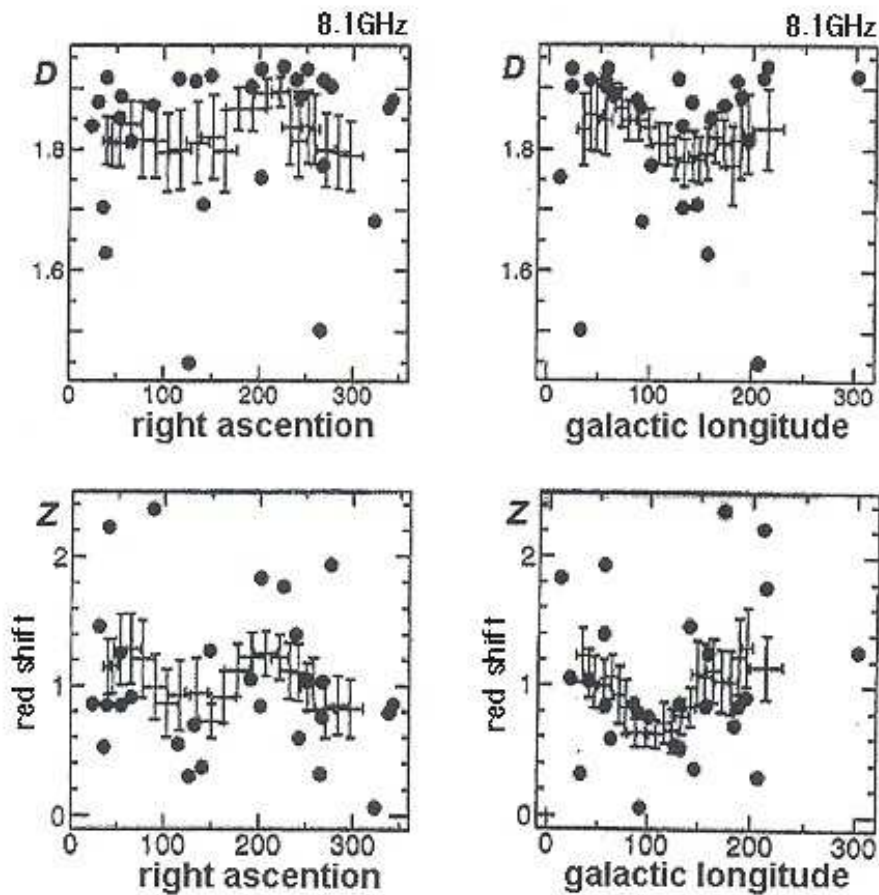 8.1GHz
8.1GHz
D
1.8
1.6
0 100 200 300
right ascention
D
1.8
1.6
0 100 200 300
galactic longitude
Z
2
1
0
red shift
0 100 200 300
right ascention
Z
2
1
0
red shift
0 100 200 300
galactic longitude